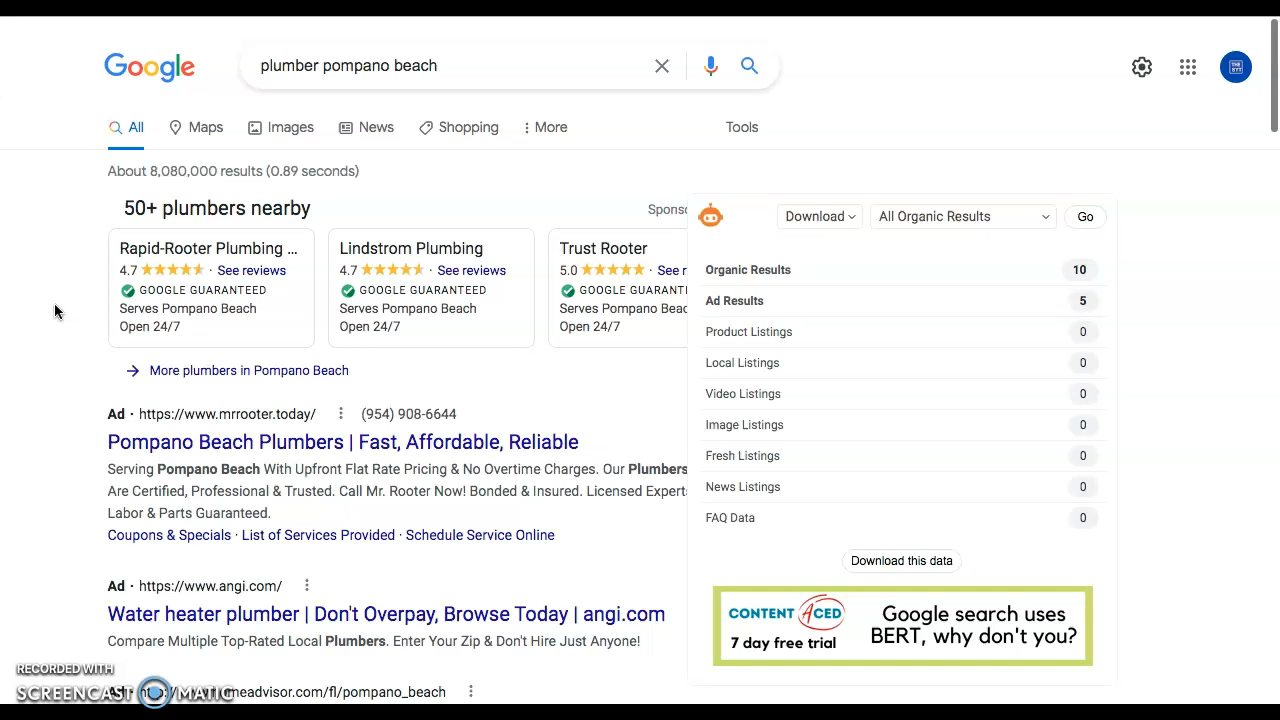 Google
plumber pompano beach
All Maps Images News Shopping More Tools
THE
About 8,080,000 results (0.89 seconds)
50+ plumbers nearby
Rapid-Rooter Plumbing ...
4.7 · See reviews
GOOGLE GUARANTEED
Serves Pompano Beach
Open 24/7
Lindstrom Plumbing
4.7 · See reviews
GOOGLE GUARANTEED
Serves Pompano Beach
Open 24/7
Sponso
Trust Rooter
5.0 · See r
GOOGLE GUARANT
Serves Pompano Beac
Open 24/7
More plumbers in Pompano Beach
Ad · https://www.mrrooter.today/ (954) 908-6644
Pompano Beach Plumbers | Fast, Affordable, Reliable
Serving Pompano Beach With Upfront Flat Rate Pricing & No Overtime Charges. Our Plumbers
Are Certified, Professional & Trusted. Call Mr. Rooter Now! Bonded & Insured. Licensed Experts
Labor & Parts Guaranteed.
Coupons & Specials · List of Services Provided · Schedule Service Online
Ad · https://www.angi.com/
Water heater plumber | Don't Overpay, Browse Today | angi.com
Compare Multiple Top-Rated Local Plumbers. Enter Your Zip & Don't Hire Just Anyone!
meadvisor.com/fl/pompano_beach
RECORDED WITH
SCREENCAST MATIC
Download All Organic Results Go
Organic Results 10
Ad Results 5
Product Listings 0
Local Listings 0
Video Listings 0
Image Listings 0
Fresh Listings 0
News Listings 0
FAQ Data 0
Download this data
CONTENT ACED
7 day free trial
Google search uses
BERT, why don't you?